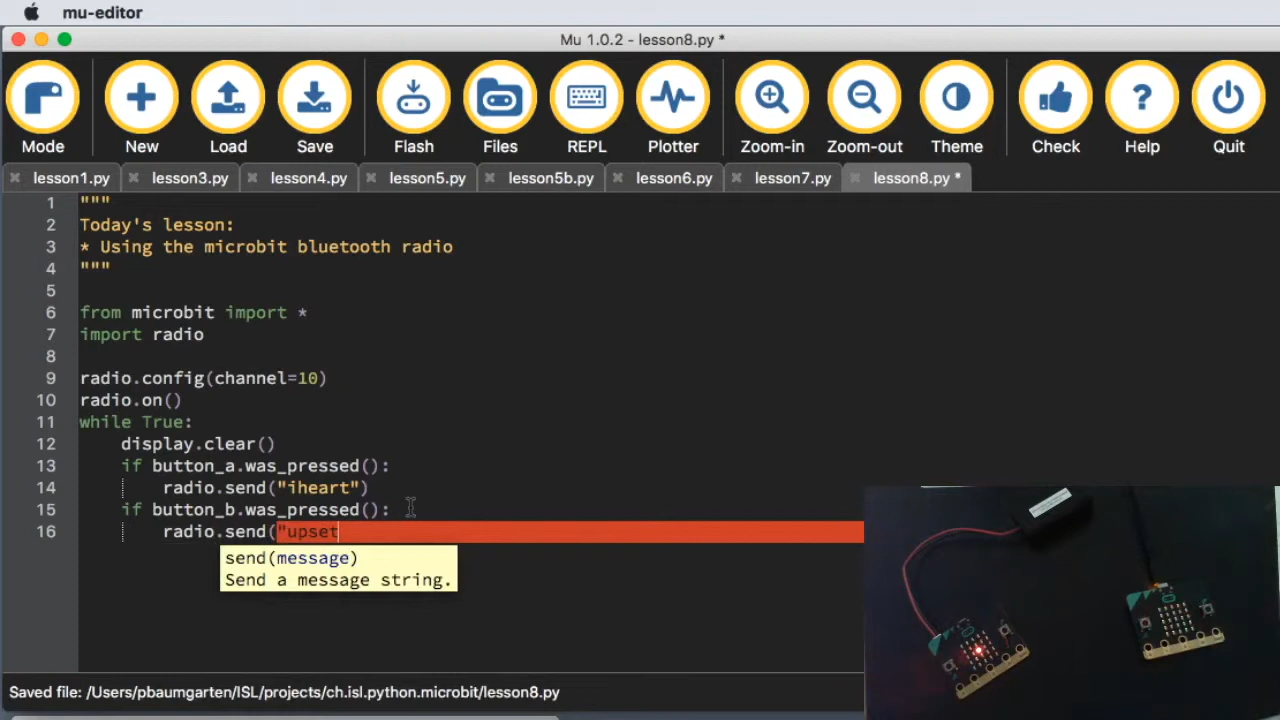 mu-editor
Mu 1.0.2 - lesson8.py *
Mode New Load Save Flash Files REPL Plotter Zoom-in Zoom-out Theme Check Help Quit
lesson1.py lesson3.py lesson4.py lesson5.py lesson5b.py lesson6.py lesson7.py lesson8.py *
1 """
2 Today's lesson:
3 * Using the microbit bluetooth radio
4 """
5
6 from microbit import *
7 import radio
8
9 radio.config(channel=10)
10 radio.on()
11 while True:
12 display.clear()
13 if button_a.was_pressed():
14 radio.send("iheart")
15 if button_b.was_pressed():
16 radio.send("upset
send(message)
Send a message string.
Saved file: /Users/pbaumgarten/ISL/projects/ch.isl.python.microbit/lesson8.py